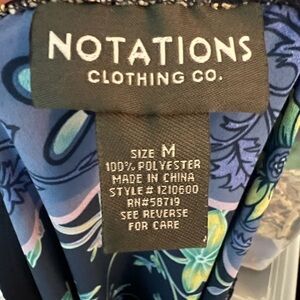 NOTATIONS
CLOTHING CO.
SIZE M
100% POLYESTER
MADE IN CHINA
STYLE# 1210600
RN#58719
SEE REVERSE
FOR CARE